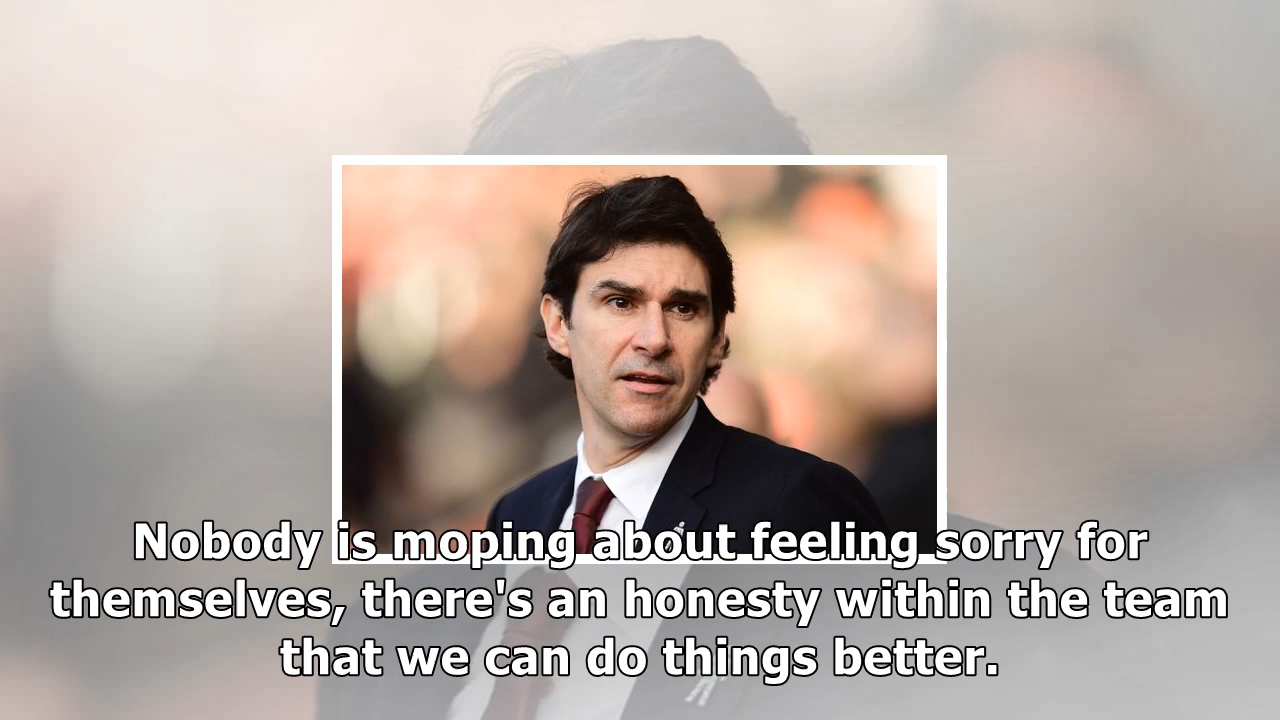 Nobody is moping about feeling sorry for
themselves, there's an honesty within the team
that we can do things better.